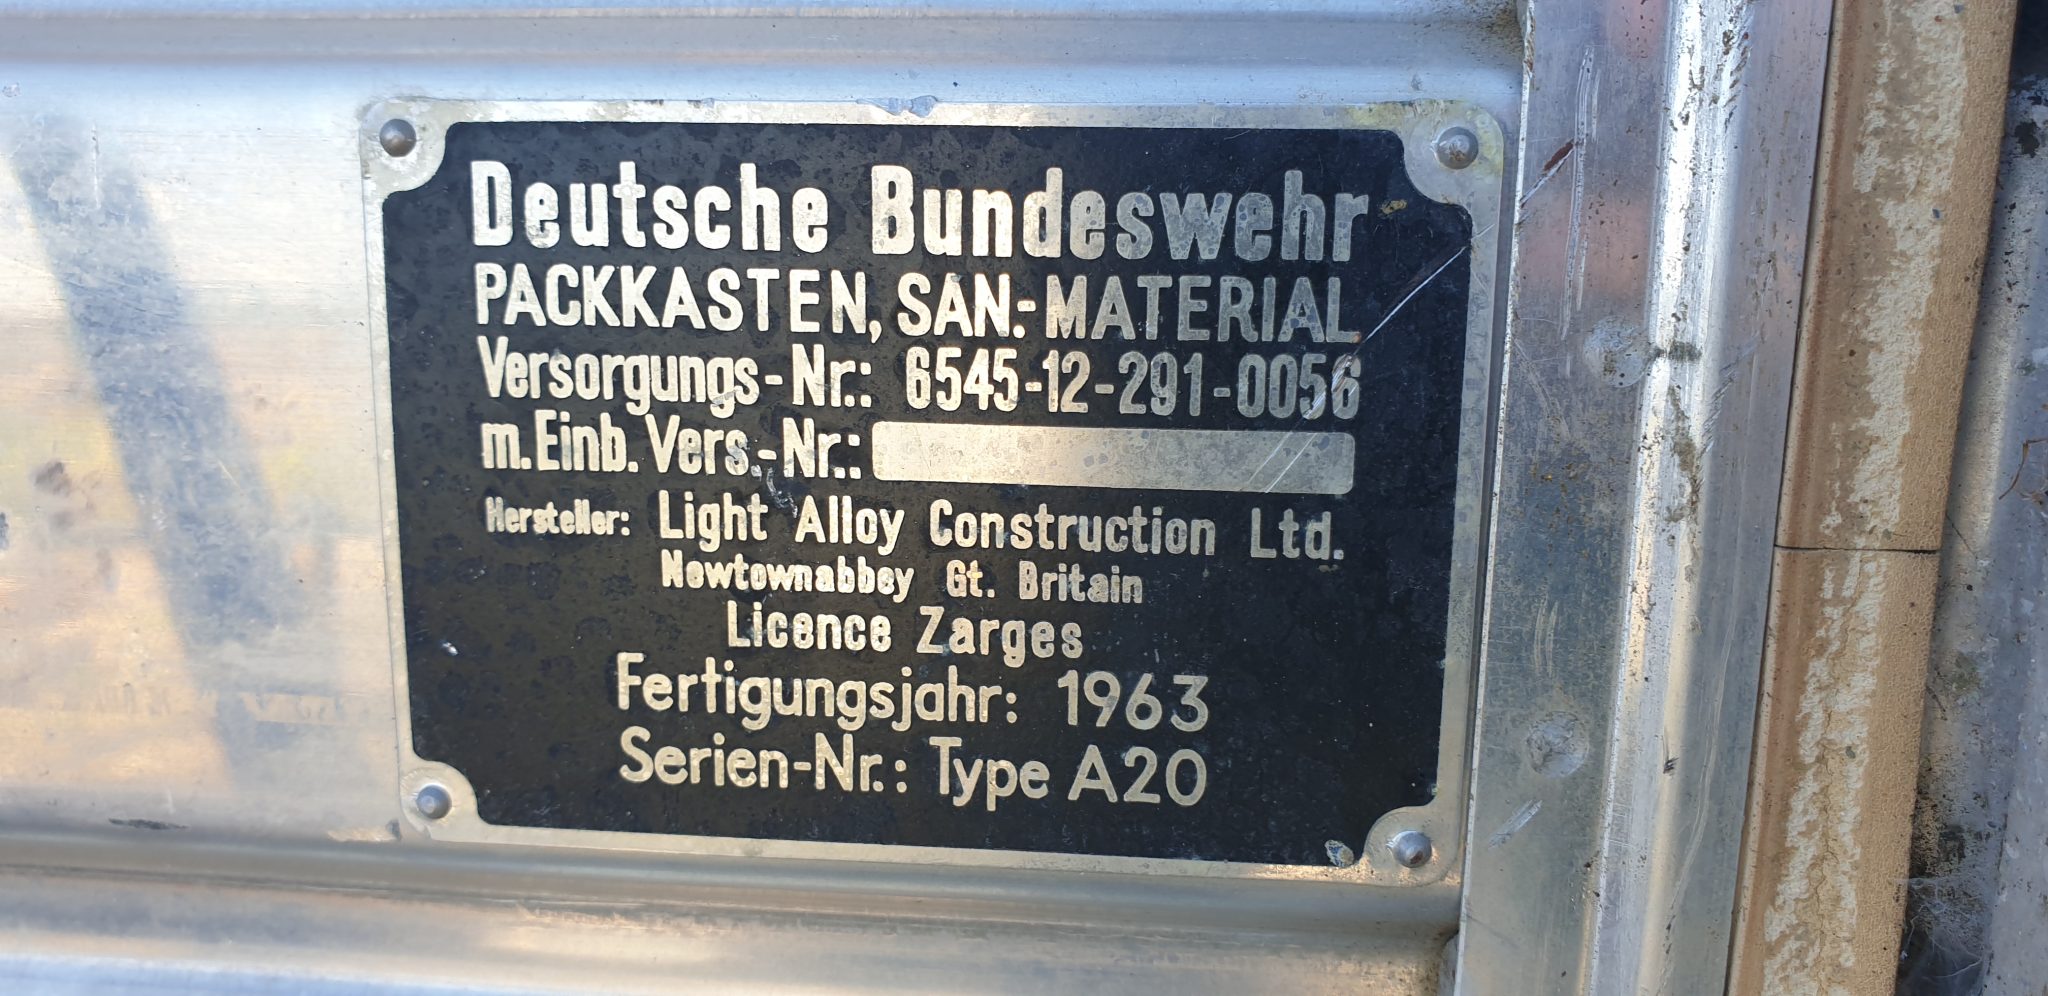 Deutsche Bundeswehr
PACKKASTEN, SAN.-MATERIAL
Versorgungs-Nr.: 6545-12-291-0056
m.Einb. Vers.-Nr.:
Hersteller: Light Alloy Construction Ltd.
Newtownabbey Gt. Britain
Licence Zarges
Fertigungsjahr: 1963
Serien-Nr.: Type A20